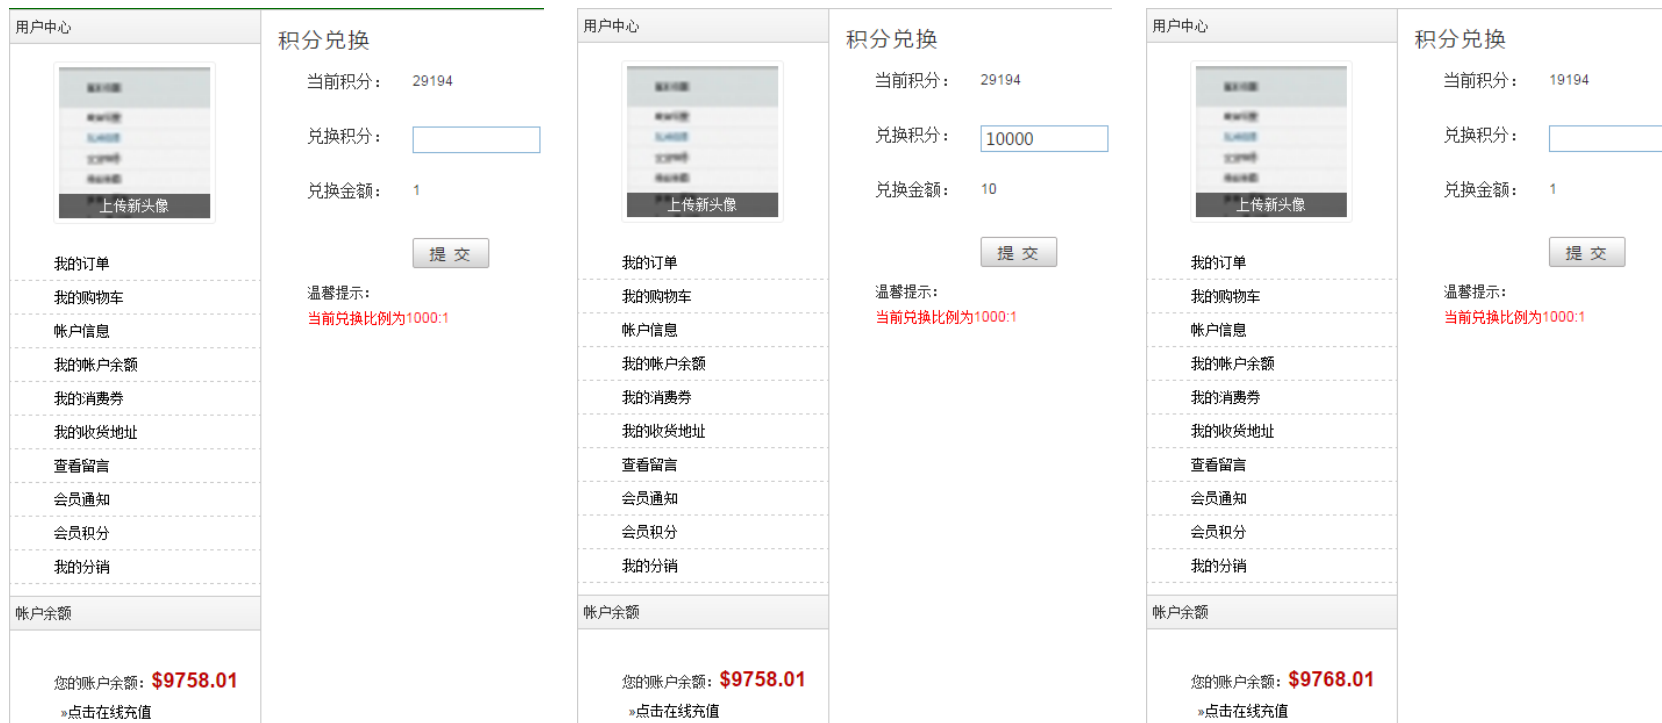 用户中心
上传新头像
我的订单
我的购物车
帐户信息
我的帐户余额
我的消费券
我的收货地址
查看留言
会员通知
会员积分
我的分销
帐户余额
您的账户余额：$9758.01
»点击在线充值
积分兑换
当前积分： 29194
兑换积分：
兑换金额： 1
提 交
温馨提示：
当前兑换比例为1000:1
用户中心
上传新头像
我的订单
我的购物车
帐户信息
我的帐户余额
我的消费券
我的收货地址
查看留言
会员通知
会员积分
我的分销
帐户余额
您的账户余额：$9758.01
»点击在线充值
积分兑换
当前积分： 29194
兑换积分： 10000
兑换金额： 10
提 交
温馨提示：
当前兑换比例为1000:1
用户中心
上传新头像
我的订单
我的购物车
帐户信息
我的帐户余额
我的消费券
我的收货地址
查看留言
会员通知
会员积分
我的分销
帐户余额
您的账户余额：$9768.01
»点击在线充值
积分兑换
当前积分： 19194
兑换积分：
兑换金额： 1
提 交
温馨提示：
当前兑换比例为1000:1